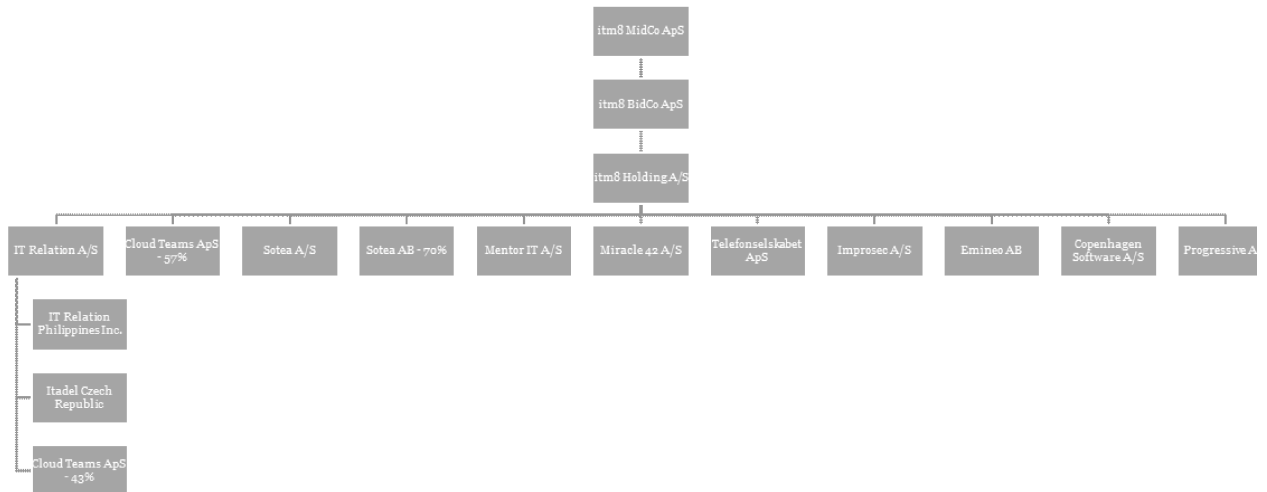 itm8 MidCo ApS
itm8 BidCo ApS
itm8 Holding A/S
IT Relation A/S
Cloud Teams ApS
- 57%
Sotea A/S
Sotea AB - 70%
Mentor IT A/S
Miracle 42 A/S
Telefonselskabet
ApS
Improsec A/S
Emineo AB
Copenhagen
Software A/S
Progressive A
IT Relation
Philippines Inc.
Itadel Czech
Republic
Cloud Teams ApS
- 43%